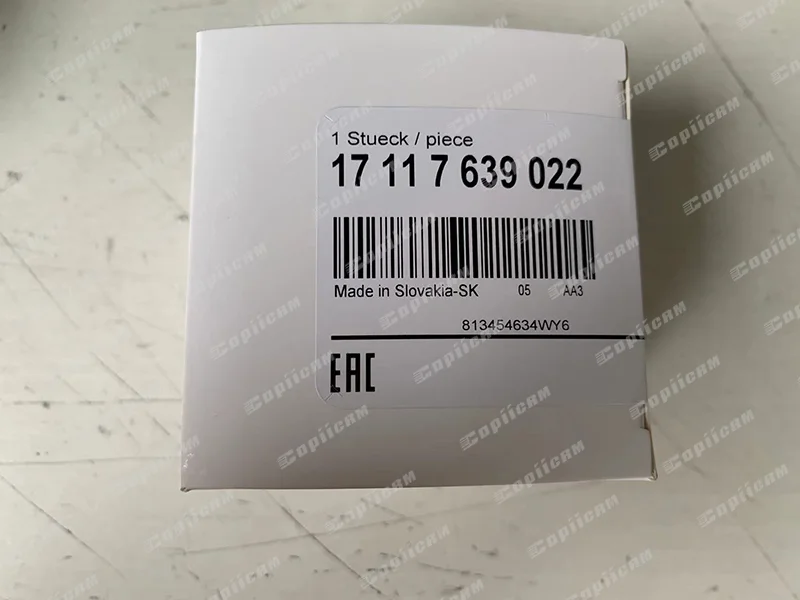 1 Stueck / piece
17 11 7 639 022
Made in Slovakia-SK 05 AA3
813454634WY6
EAC
Copiicam